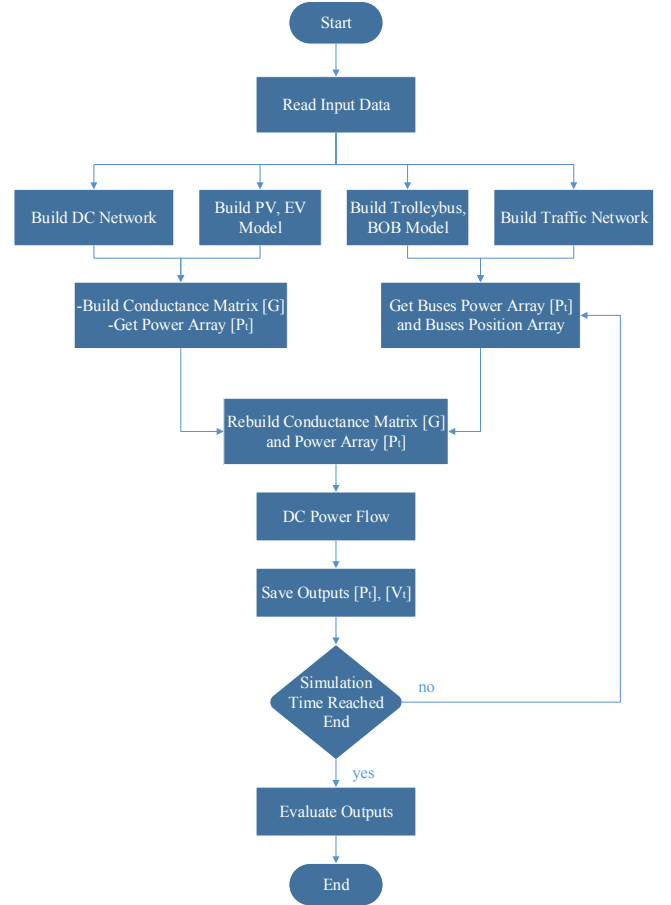 Start
Read Input Data
Build DC Network
Build PV, EV
Model
Build Trolleybus,
BOB Model
Build Traffic Network
-Build Conductance Matrix [G]
-Get Power Array [Pt]
Get Buses Power Array [Pt]
and Buses Position Array
Rebuild Conductance Matrix [G]
and Power Array [Pt]
DC Power Flow
Save Outputs [Pt], [Vt]
Simulation
Time Reached
End
no
yes
Evaluate Outputs
End